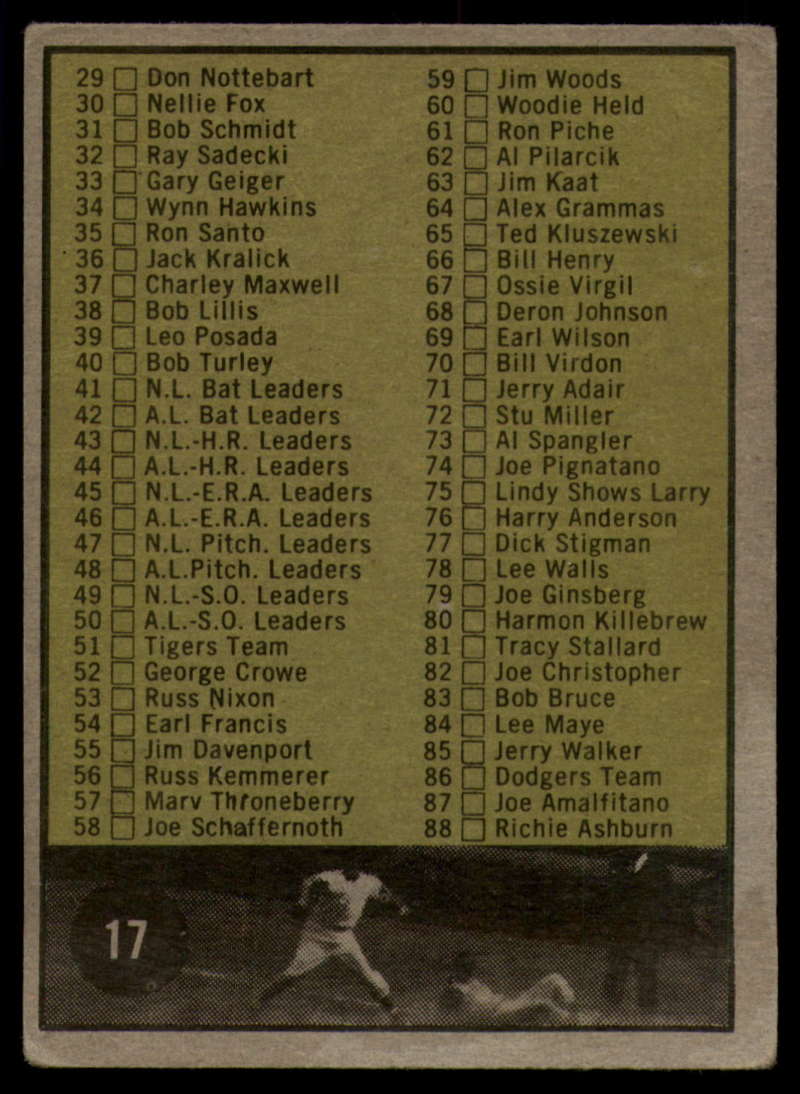 29 Don Nottebart
30 Nellie Fox
31 Bob Schmidt
32 Ray Sadecki
33 Gary Geiger
34 Wynn Hawkins
35 Ron Santo
36 Jack Kralick
37 Charley Maxwell
38 Bob Lillis
39 Leo Posada
40 Bob Turley
41 N.L. Bat Leaders
42 A.L. Bat Leaders
43 N.L.-H.R. Leaders
44 A.L.-H.R. Leaders
45 N.L.-E.R.A. Leaders
46 A.L.-E.R.A. Leaders
47 N.L. Pitch. Leaders
48 A.L.Pitch. Leaders
49 N.L.-S.O. Leaders
50 A.L.-S.O. Leaders
51 Tigers Team
52 George Crowe
53 Russ Nixon
54 Earl Francis
55 Jim Davenport
56 Russ Kemmerer
57 Marv Throneberry
58 Joe Schaffernoth
59 Jim Woods
60 Woodie Held
61 Ron Piche
62 Al Pilarcik
63 Jim Kaat
64 Alex Grammas
65 Ted Kluszewski
66 Bill Henry
67 Ossie Virgil
68 Deron Johnson
69 Earl Wilson
70 Bill Virdon
71 Jerry Adair
72 Stu Miller
73 Al Spangler
74 Joe Pignatano
75 Lindy Shows Larry
76 Harry Anderson
77 Dick Stigman
78 Lee Walls
79 Joe Ginsberg
80 Harmon Killebrew
81 Tracy Stallard
82 Joe Christopher
83 Bob Bruce
84 Lee Maye
85 Jerry Walker
86 Dodgers Team
87 Joe Amalfitano
88 Richie Ashburn
17